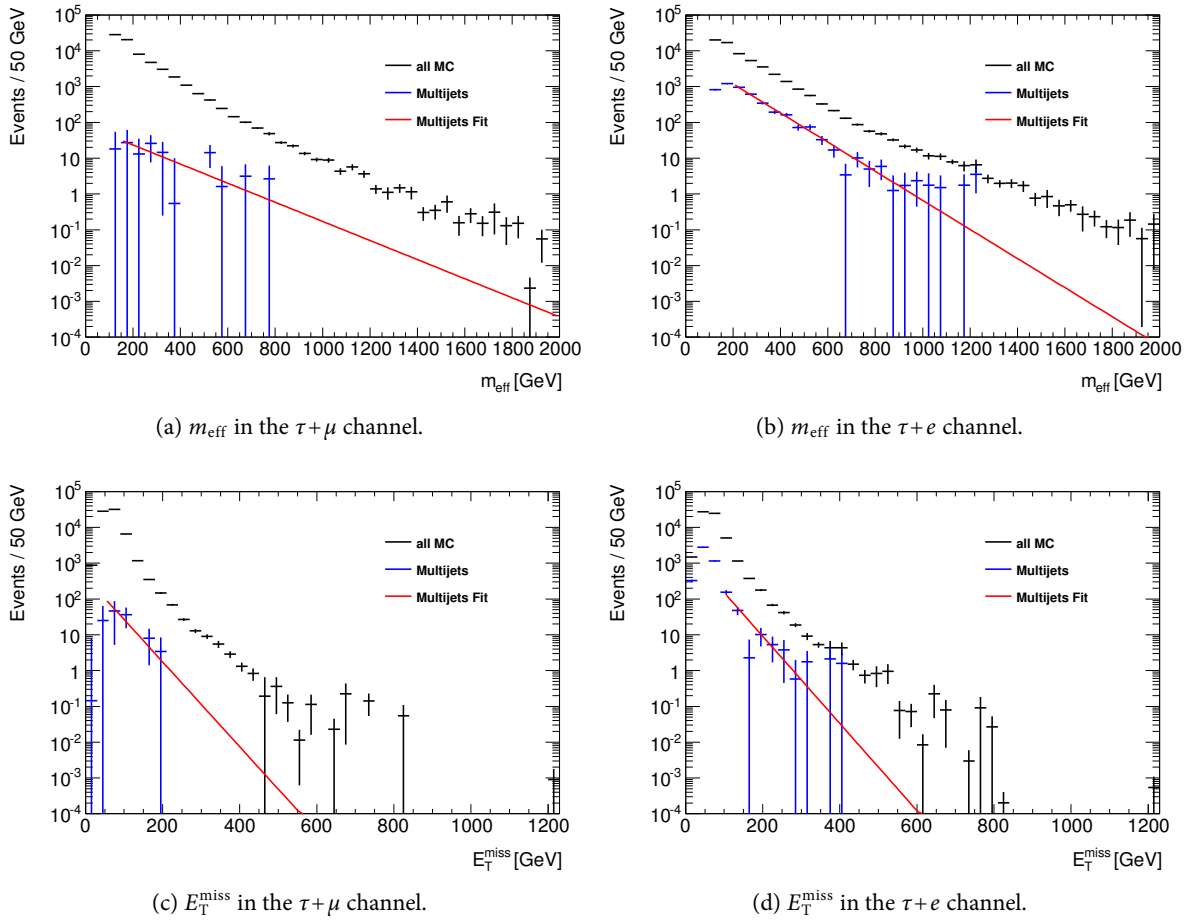 Events / 50 GeV
10^5
10^4
10^3
10^2
10
1
10^-1
10^-2
10^-3
10^-4
all MC
Multijets
Multijets Fit
0 200 400 600 800 1000 1200 1400 1600 1800 2000
m_eff [GeV]
(a) m_eff in the τ+μ channel.
Events / 50 GeV
10^5
10^4
10^3
10^2
10
1
10^-1
10^-2
10^-3
10^-4
all MC
Multijets
Multijets Fit
0 200 400 600 800 1000 1200 1400 1600 1800 2000
m_eff [GeV]
(b) m_eff in the τ+e channel.
Events / 50 GeV
10^5
10^4
10^3
10^2
10
1
10^-1
10^-2
10^-3
10^-4
all MC
Multijets
Multijets Fit
0 200 400 600 800 1000 1200
E_T^miss [GeV]
(c) E_T^miss in the τ+μ channel.
Events / 50 GeV
10^5
10^4
10^3
10^2
10
1
10^-1
10^-2
10^-3
10^-4
all MC
Multijets
Multijets Fit
0 200 400 600 800 1000 1200
E_T^miss [GeV]
(d) E_T^miss in the τ+e channel.